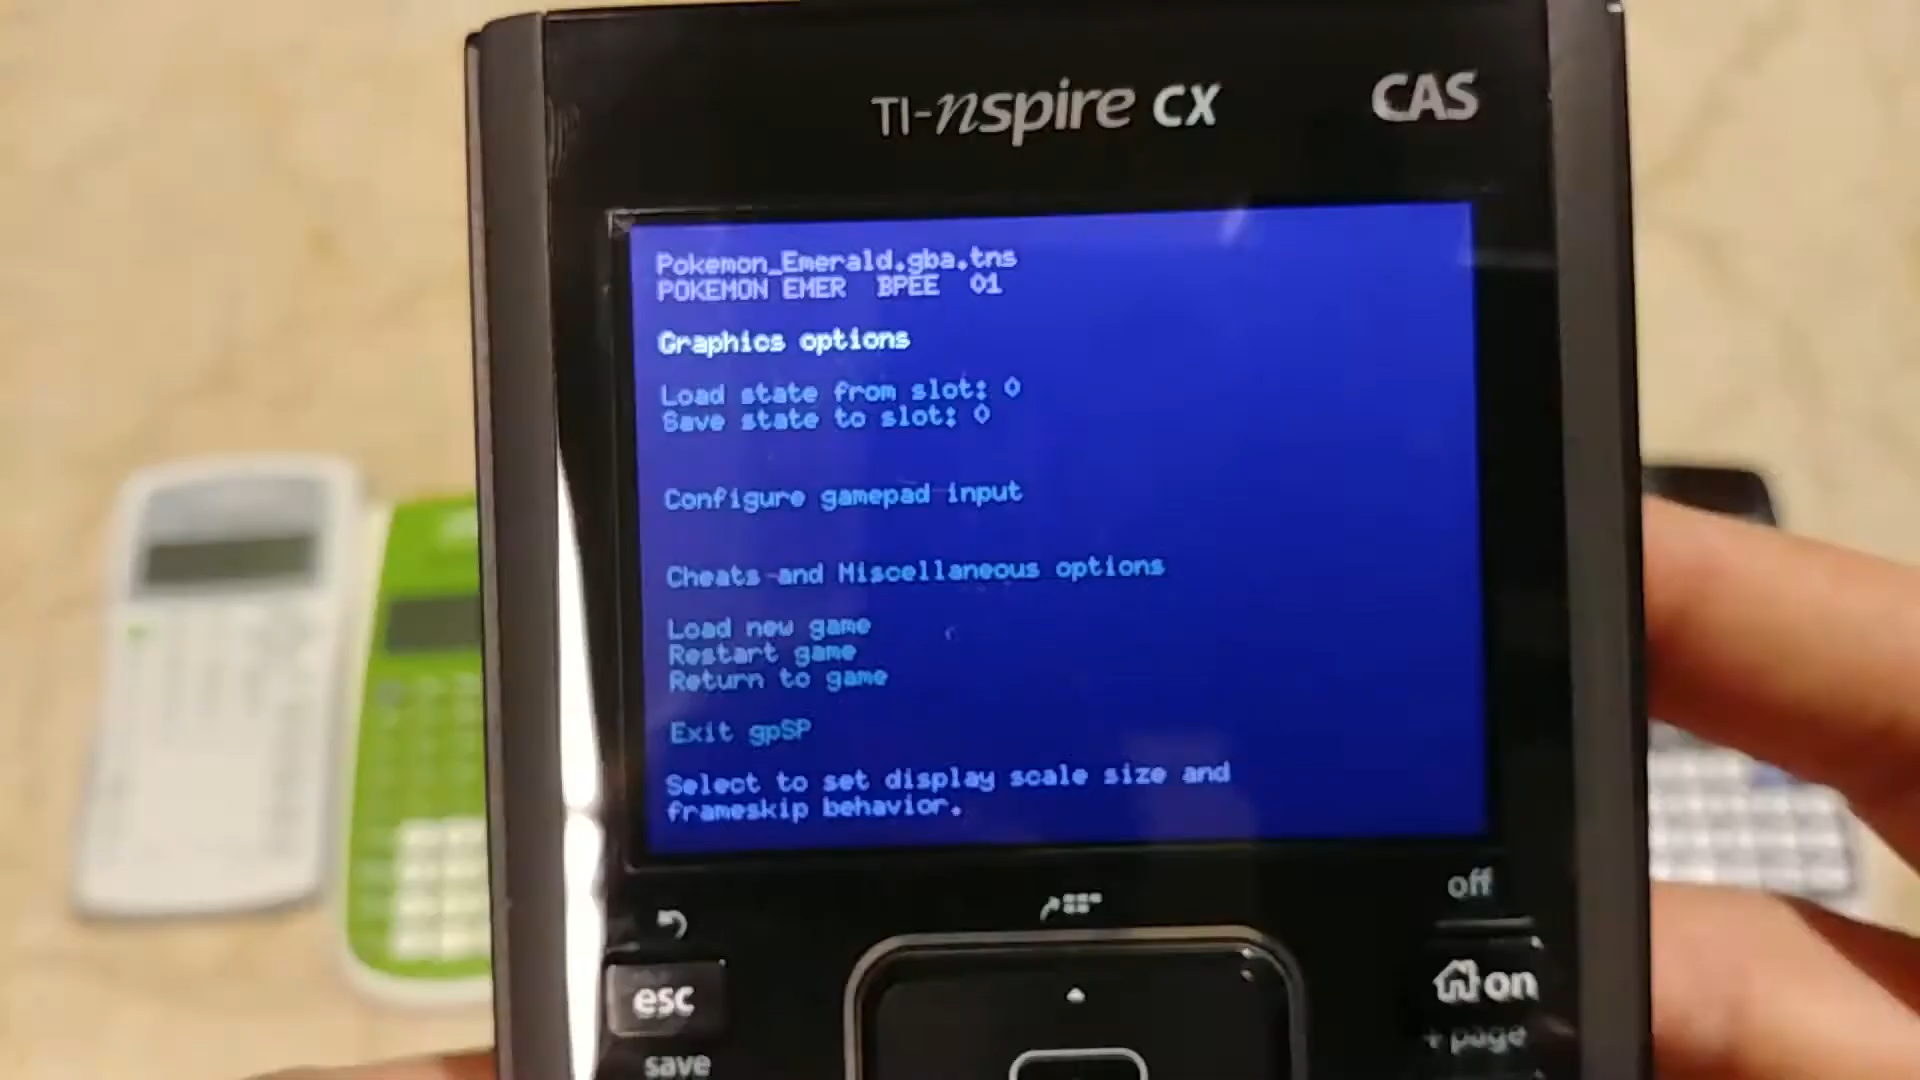 TI-nspire CX CAS
Pokemon_Emerald.gba.tns
POKEMON EMER BPEE 01
Graphics options
Load state from slot: 0
Save state to slot: 0
Configure gamepad input
Cheats and Miscellaneous options
Load new game
Restart game
Return to game
Exit gpSP
Select to set display scale size and
frameskip behavior.
off
esc
on
save
+ page